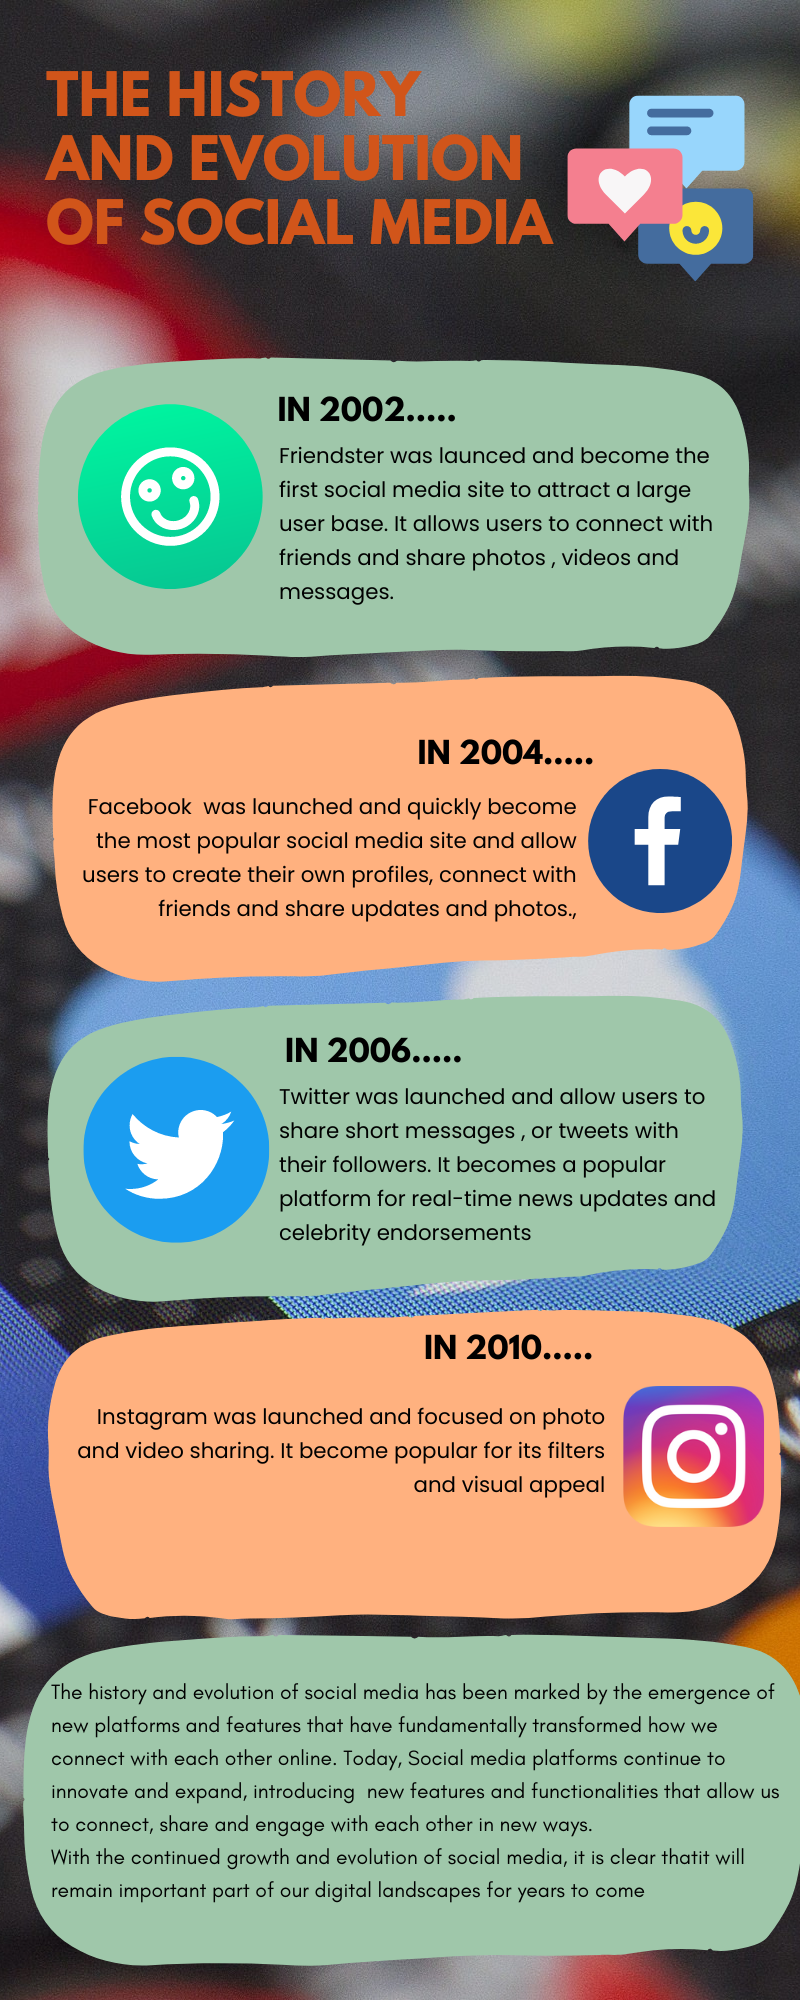 THE HISTORY
AND EVOLUTION
OF SOCIAL MEDIA
IN 2002.....
Friendster was launced and become the
first social media site to attract a large
user base. It allows users to connect with
friends and share photos , videos and
messages.
IN 2004.....
Facebook  was launched and quickly become
the most popular social media site and allow
users to create their own profiles, connect with
friends and share updates and photos.,
IN 2006.....
Twitter was launched and allow users to
share short messages , or tweets with
their followers. It becomes a popular
platform for real-time news updates and
celebrity endorsements
IN 2010.....
Instagram was launched and focused on photo
and video sharing. It become popular for its filters
and visual appeal
The history and evolution of social media has been marked by the emergence of
new platforms and features that have fundamentally transformed how we
connect with each other online. Today, Social media platforms continue to
innovate and expand, introducing  new features and functionalities that allow us
to connect, share and engage with each other in new ways.
With the continued growth and evolution of social media, it is clear thatit will
remain important part of our digital landscapes for years to come